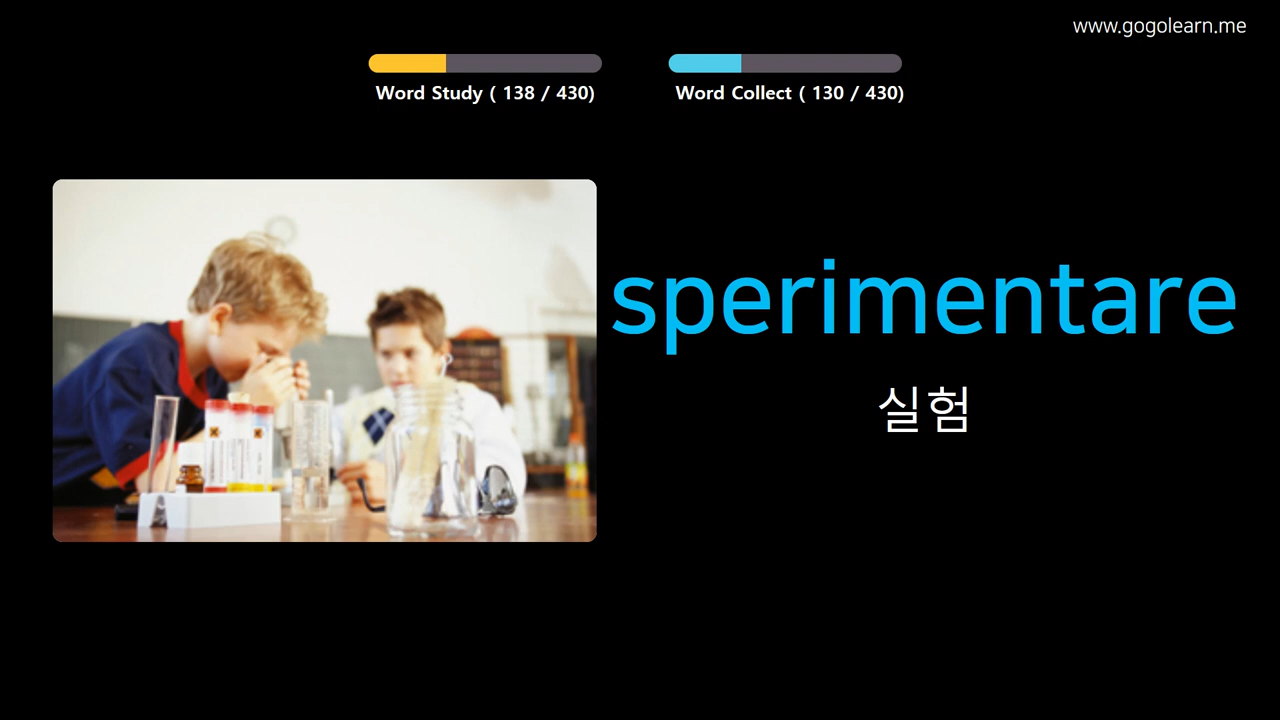 www.gogolearn.me
Word Study ( 138 / 430)
Word Collect ( 130 / 430)
sperimentare
실험